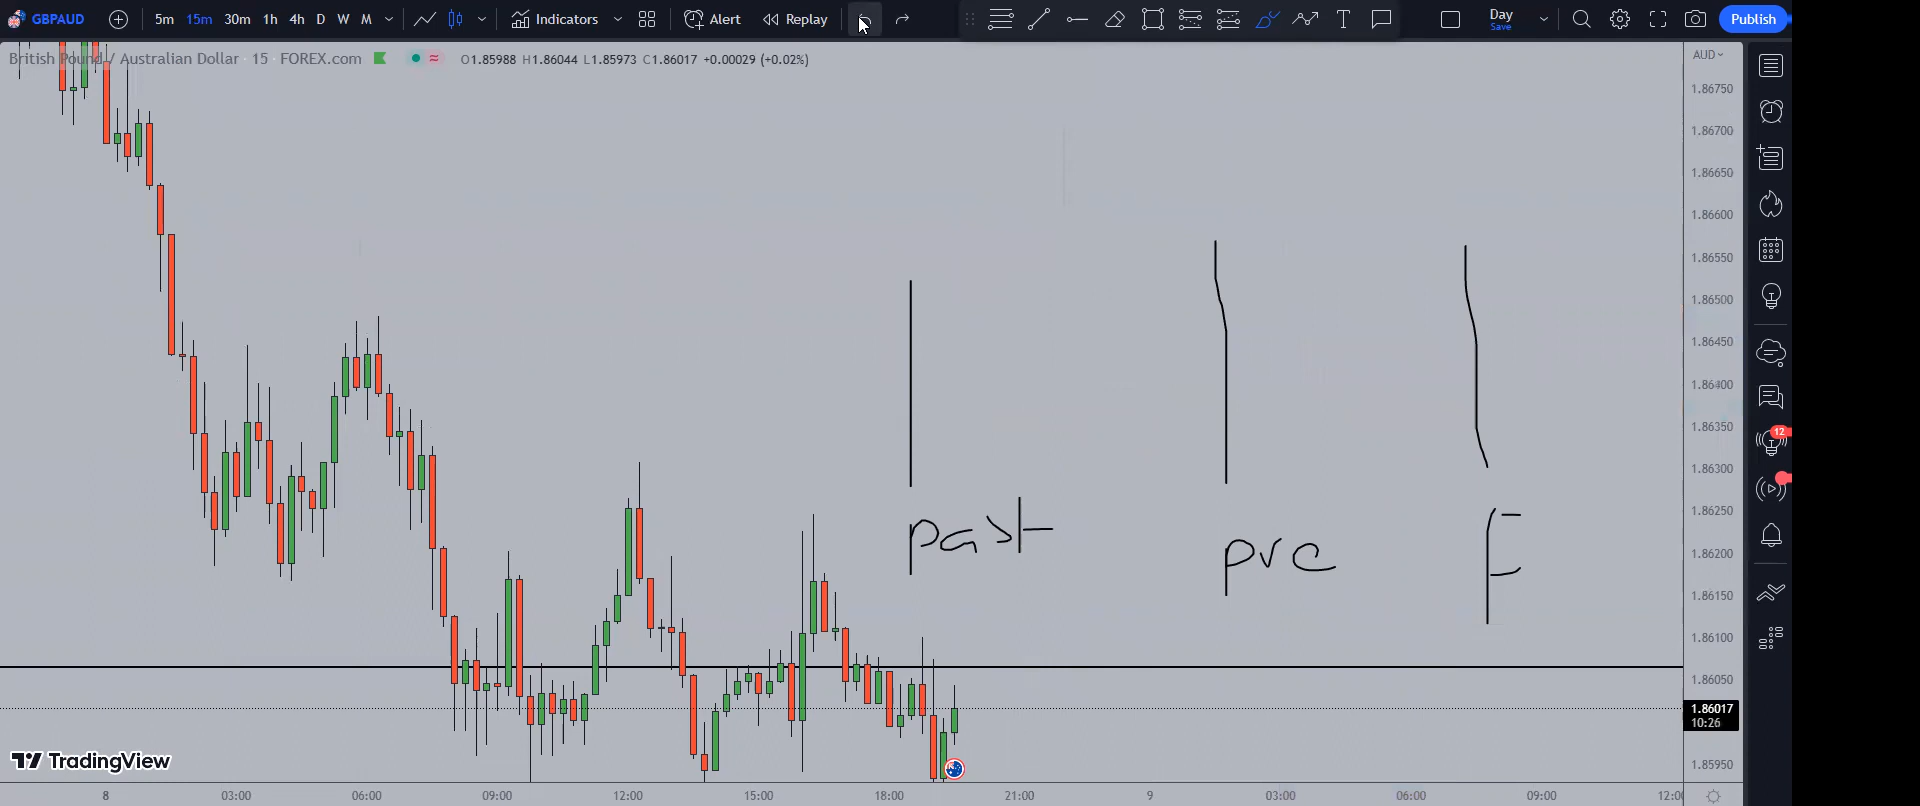 GBPAUD 5m 15m 30m 1h 4h D W M Indicators Alert Replay Day Save Publish
British Pound / Australian Dollar · 15 · FOREX.com O1.85988 H1.86044 L1.85973 C1.86017 +0.00029 (+0.02%)
AUD
1.86750
1.86700
1.86650
1.86600
1.86550
1.86500
1.86450
1.86400
1.86350
1.86300
1.86250
1.86200
1.86150
1.86100
1.86050
1.86017
10:26
1.85950
12
past
pre
F
TradingView
8 03:00 06:00 09:00 12:00 15:00 18:00 21:00 9 03:00 06:00 09:00 12:0